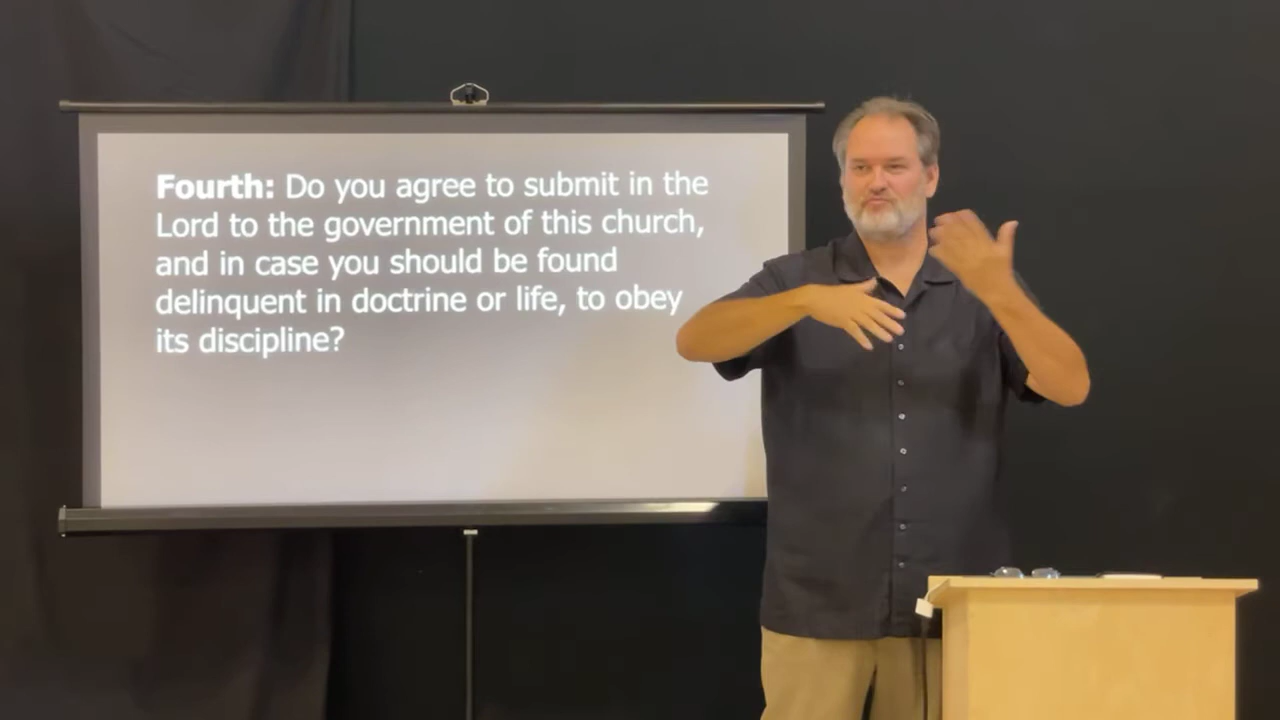 Fourth: Do you agree to submit in the
Lord to the government of this church,
and in case you should be found
delinquent in doctrine or life, to obey
its discipline?